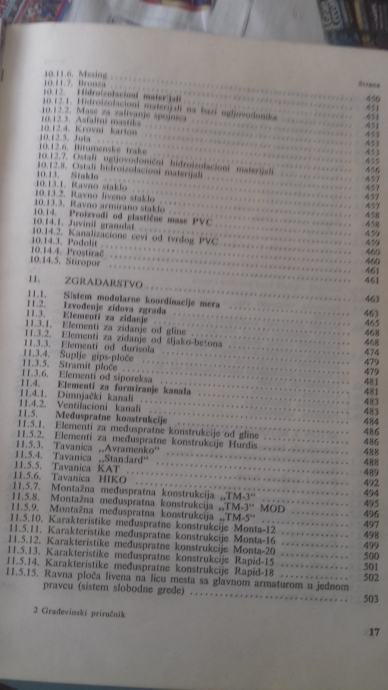 Strana
10.11.6. Mesing
10.11.7. Bronza 450
10.12. Hidroizolacioni materijali 451
10.12.1. Hidroizolacioni materijali na bazi ugljovodonika 451
10.12.2. Mase za zalivanje spojnica
10.12.3. Asfaltni mastiks
10.12.4. Krovni karton
10.12.5. Juta
10.12.6. Bitumenske trake
10.12.7. Ostali ugljovodonični hidroizolacioni materijali
10.12.8. Ostali hidroizolacioni materijali
10.13. Staklo 457
10.13.1. Ravno staklo 457
10.13.2. Ravno liveno staklo 457
10.13.3. Ravno armirano staklo 458
10.14. Proizvodi od plastične mase PVC 458
10.14.1. Juvinil granulat 459
10.14.2. Kanalizacione cevi od tvrdog PVC
10.14.3. Podolit 460
10.14.4. Prostirač 461
10.14.5. Stiropor 461
11. ZGRADARSTVO
11.1. Sistem modularne koordinacije mera 463
11.2. Izvođenje zidova zgrada 463
11.3. Elementi za zidanje 465
11.3.1. Elementi za zidanje od gline 468
11.3.2. Elementi za zidanje od šljako-betona 468
11.3.3. Elementi od durisola 474
11.3.4. Šuplje gips-ploče 479
11.3.5. Stramit ploče 479
11.3.6. Elementi od siporeksa 481
11.4. Elementi za formiranje kanala 481
11.4.1. Dimnjački kanali 483
11.4.2. Ventilacioni kanali 483
11.5. Međuspratne konstrukcije 484
11.5.1. Elementi za međuspratne konstrukcije od gline 486
11.5.2. Elementi za međuspratne konstrukcije Hurdis 486
11.5.3. Tavanica „Avramenko“ 488
11.5.4. Tavanica „Standard“ 488
11.5.5. Tavanica KAT 489
11.5.6. Tavanica HIKO 492
11.5.7. Montažna međuspratna konstrukcija „TM-3“ 494
11.5.8. Montažna međuspratna konstrukcija „TM-3“ MOD 495
11.5.9. Montažna međuspratna konstrukcija „TM-5“ 496
11.5.10. Karakteristike međuspratne konstrukcije Monta-12 497
11.5.11. Karakteristike međuspratne konstrukcije Monta-16 498
11.5.12. Karakteristike međuspratne konstrukcije Monta-20 499
11.5.13. Karakteristike međuspratne konstrukcije Rapid-15 500
11.5.14. Karakteristike međuspratne konstrukcije Rapid-18 501
11.5.15. Ravna ploča livena na licu mesta sa glavnom armaturom u jednom 502
pravcu (sistem slobodne grede) 503
2 Građevinski priručnik
17